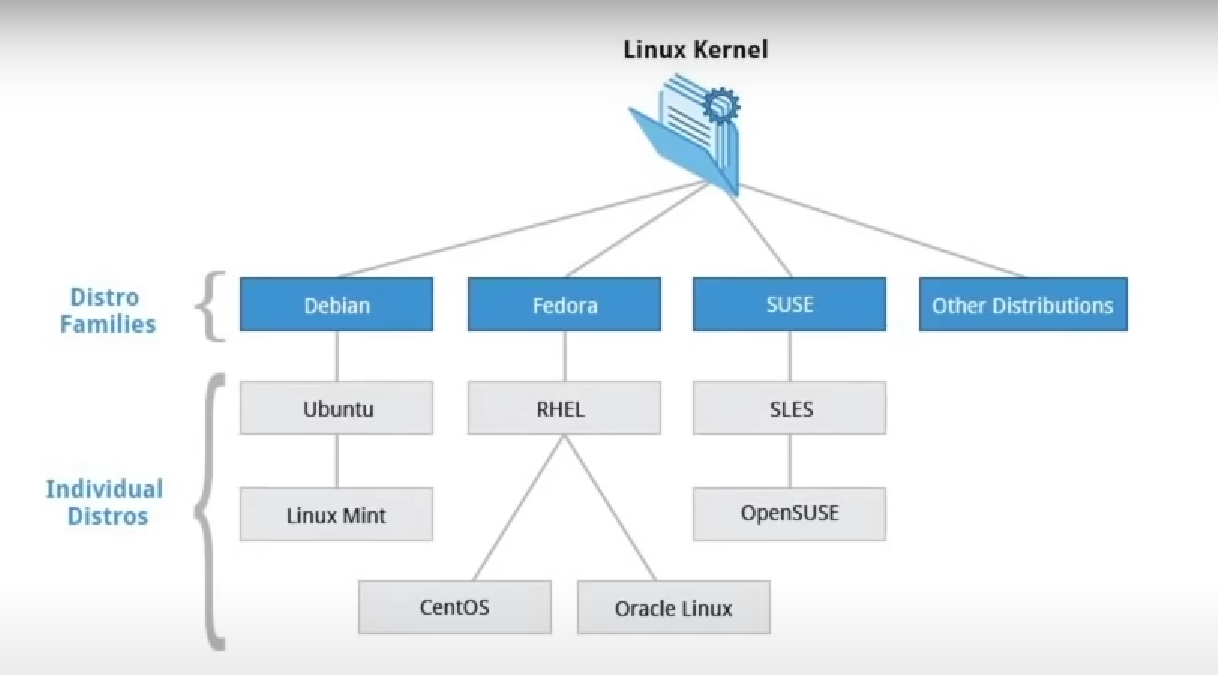 Linux Kernel
Distro
Families
Debian
Fedora
SUSE
Other Distributions
Individual
Distros
Ubuntu
RHEL
SLES
Linux Mint
OpenSUSE
CentOS
Oracle Linux